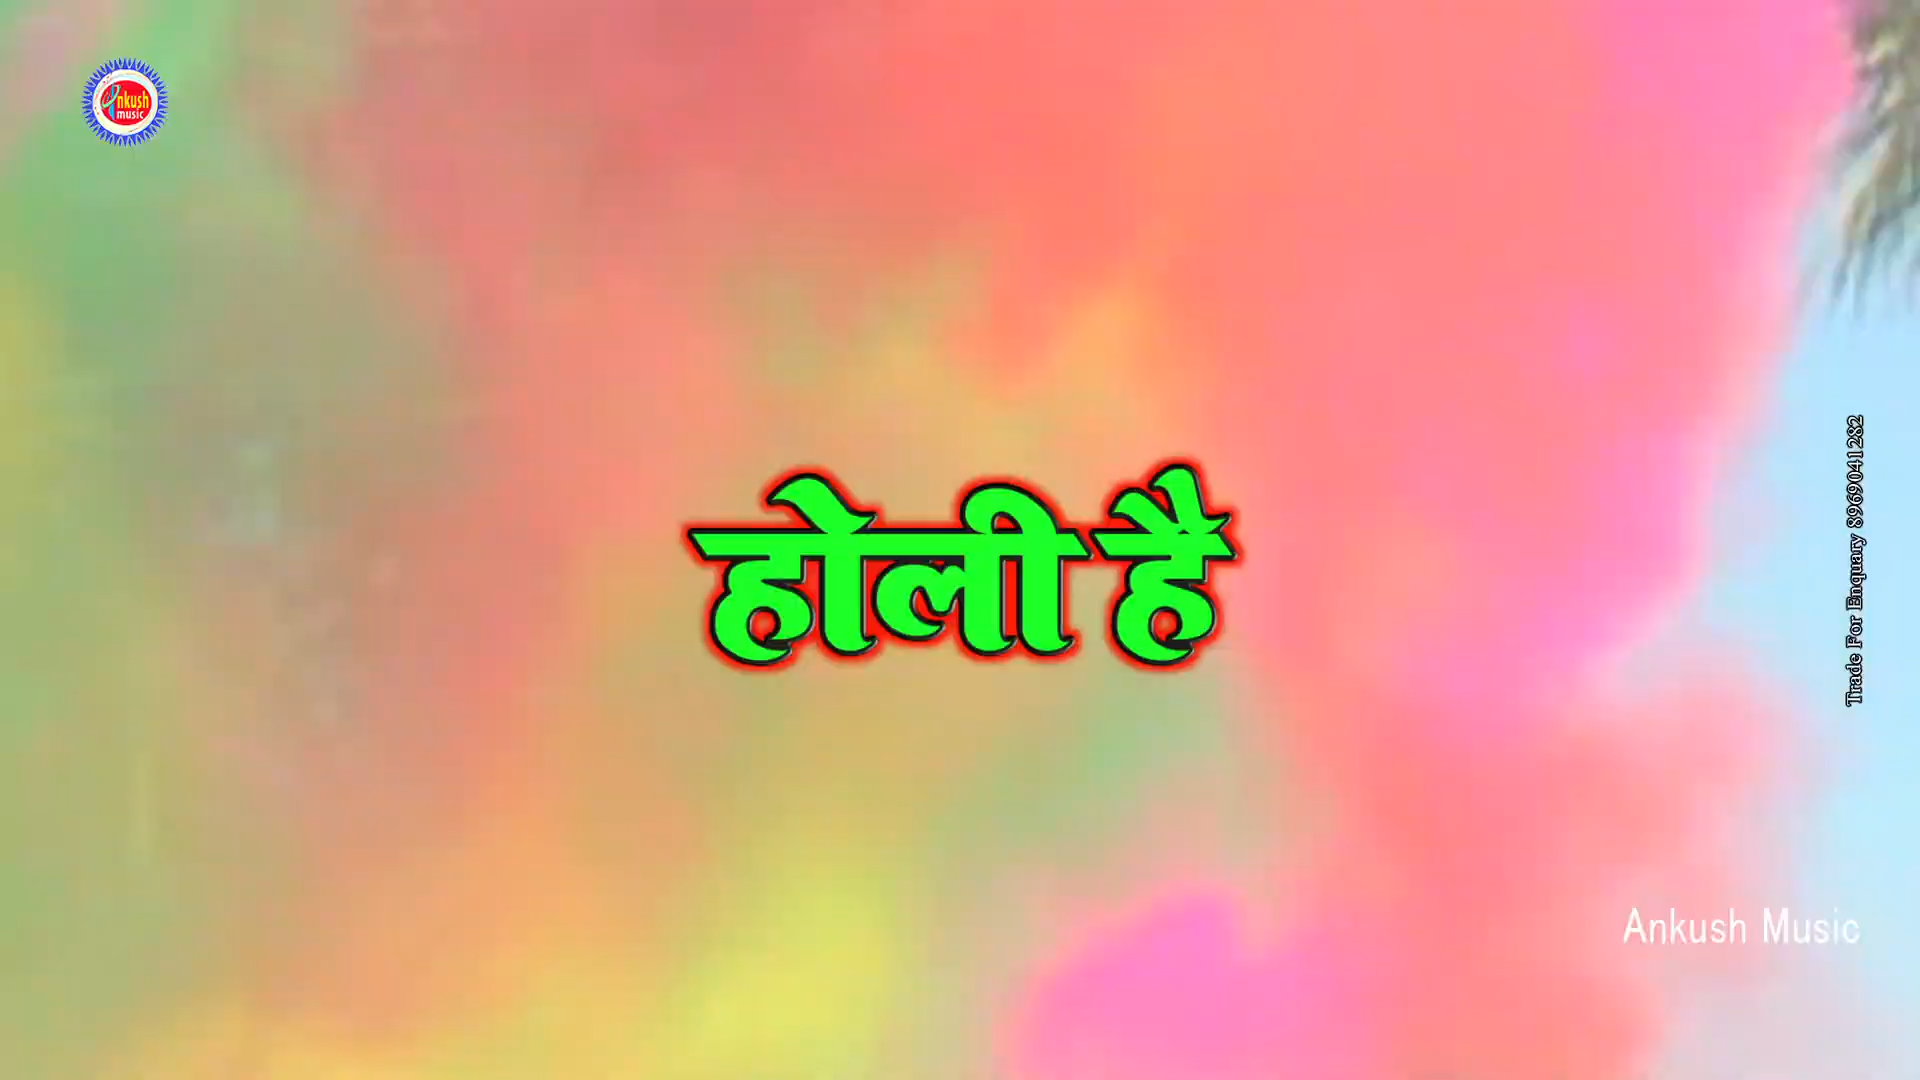 Ankush
music
होली है
Trade For Enquary 8969041282
Ankush Music